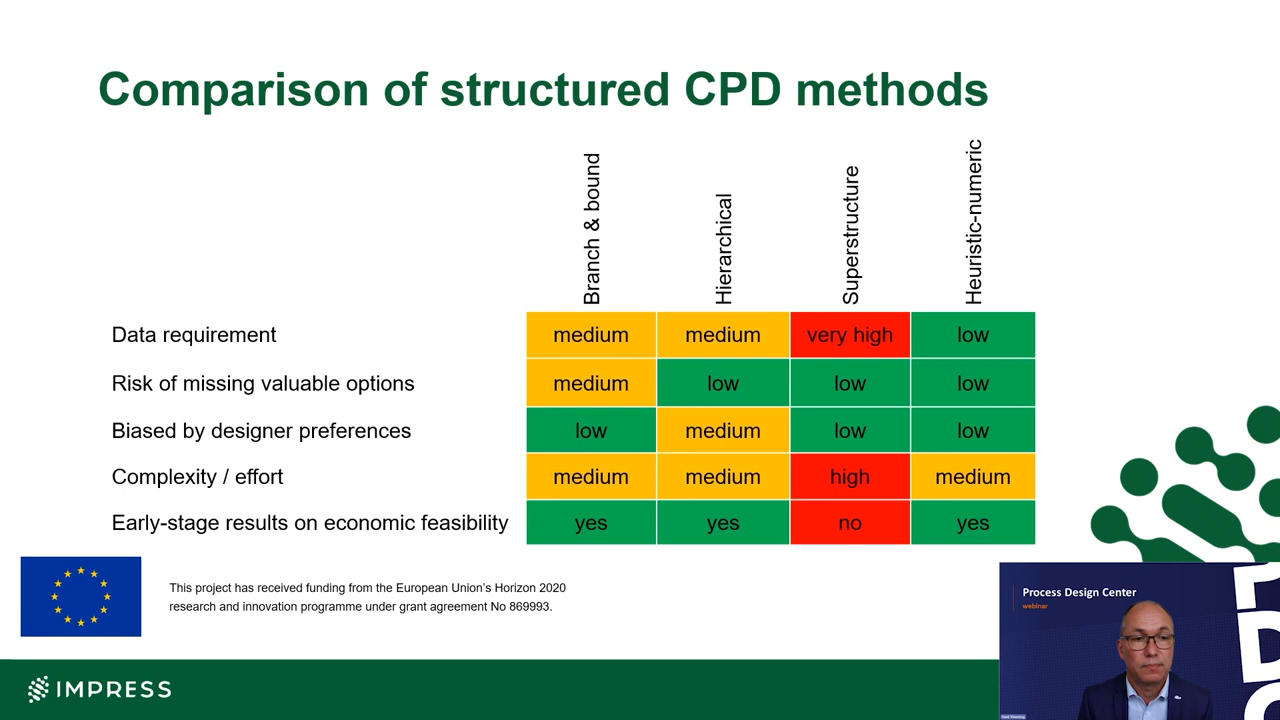 Comparison of structured CPD methods
Branch & bound
Hierarchical
Superstructure
Heuristic-numeric
Data requirement medium medium very high low
Risk of missing valuable options medium low low low
Biased by designer preferences low medium low low
Complexity / effort medium medium high medium
Early-stage results on economic feasibility yes yes no yes
This project has received funding from the European Union's Horizon 2020
research and innovation programme under grant agreement No 869993.
Process Design Center
webinar
P
D
C
IMPRESS